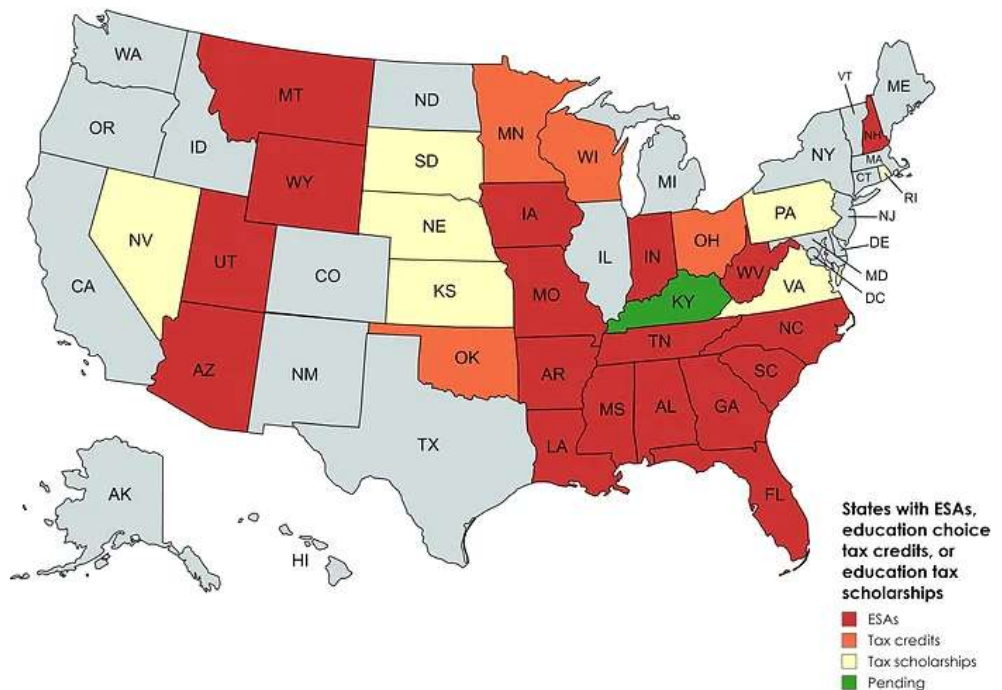 WA
MT
ND
MN
VT
ME
OR
ID
SD
WI
NH
MA
NY
WY
MI
CT
RI
IA
NE
PA
NJ
NV
OH
DE
UT
IL
IN
CO
WV
MD
CA
KS
MO
VA
DC
KY
NC
TN
OK
AZ
AR
SC
NM
MS
AL
GA
TX
LA
FL
AK
HI
States with ESAs,
education choice
tax credits, or
education tax
scholarships
ESAs
Tax credits
Tax scholarships
Pending